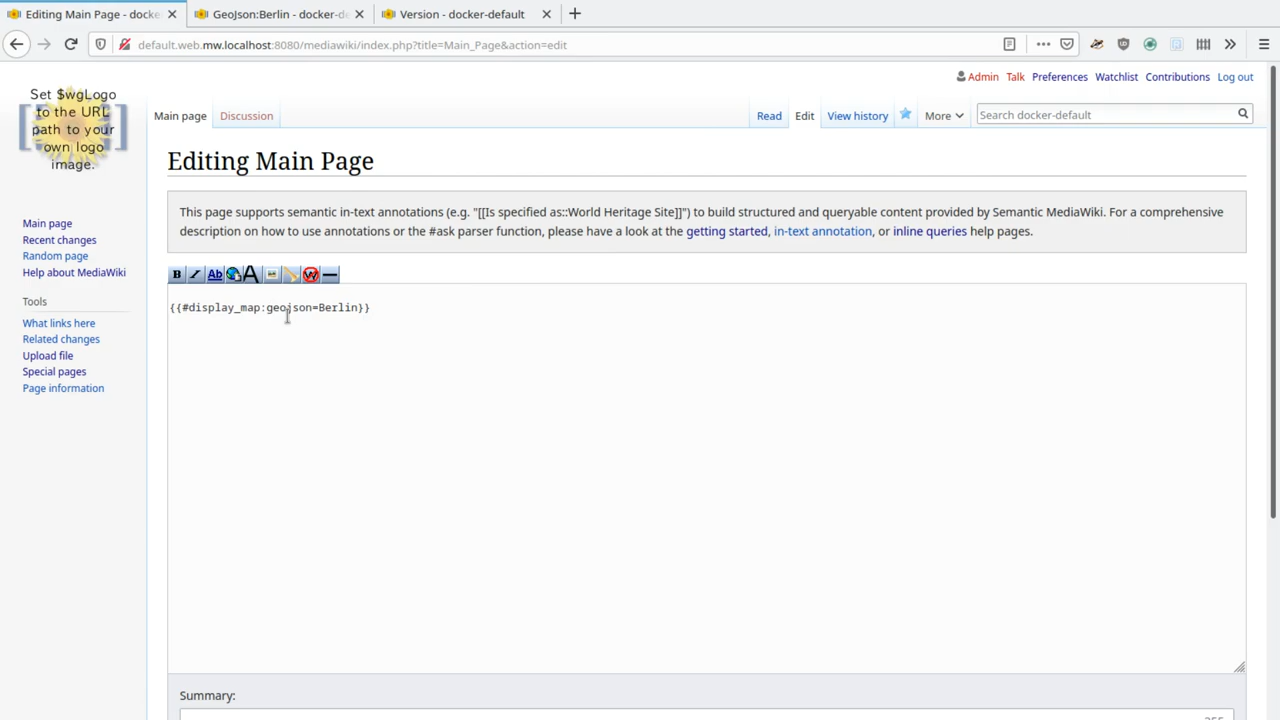 Editing Main Page - docke
GeoJson:Berlin - docker-de
Version - docker-default
default.web.mw.localhost:8080/mediawiki/index.php?title=Main_Page&action=edit
Admin Talk Preferences Watchlist Contributions Log out
Set $wgLogo
to the URL
path to your
own logo
image.
Main page Discussion Read Edit View history More Search docker-default
Editing Main Page
This page supports semantic in-text annotations (e.g. "[[Is specified as::World Heritage Site]]") to build structured and queryable content provided by Semantic MediaWiki. For a comprehensive
description on how to use annotations or the #ask parser function, please have a look at the getting started, in-text annotation, or inline queries help pages.
Main page
Recent changes
Random page
Help about MediaWiki
Tools
What links here
Related changes
Upload file
Special pages
Page information
B I Ab A W
{{#display_map:geojson=Berlin}}
Summary: